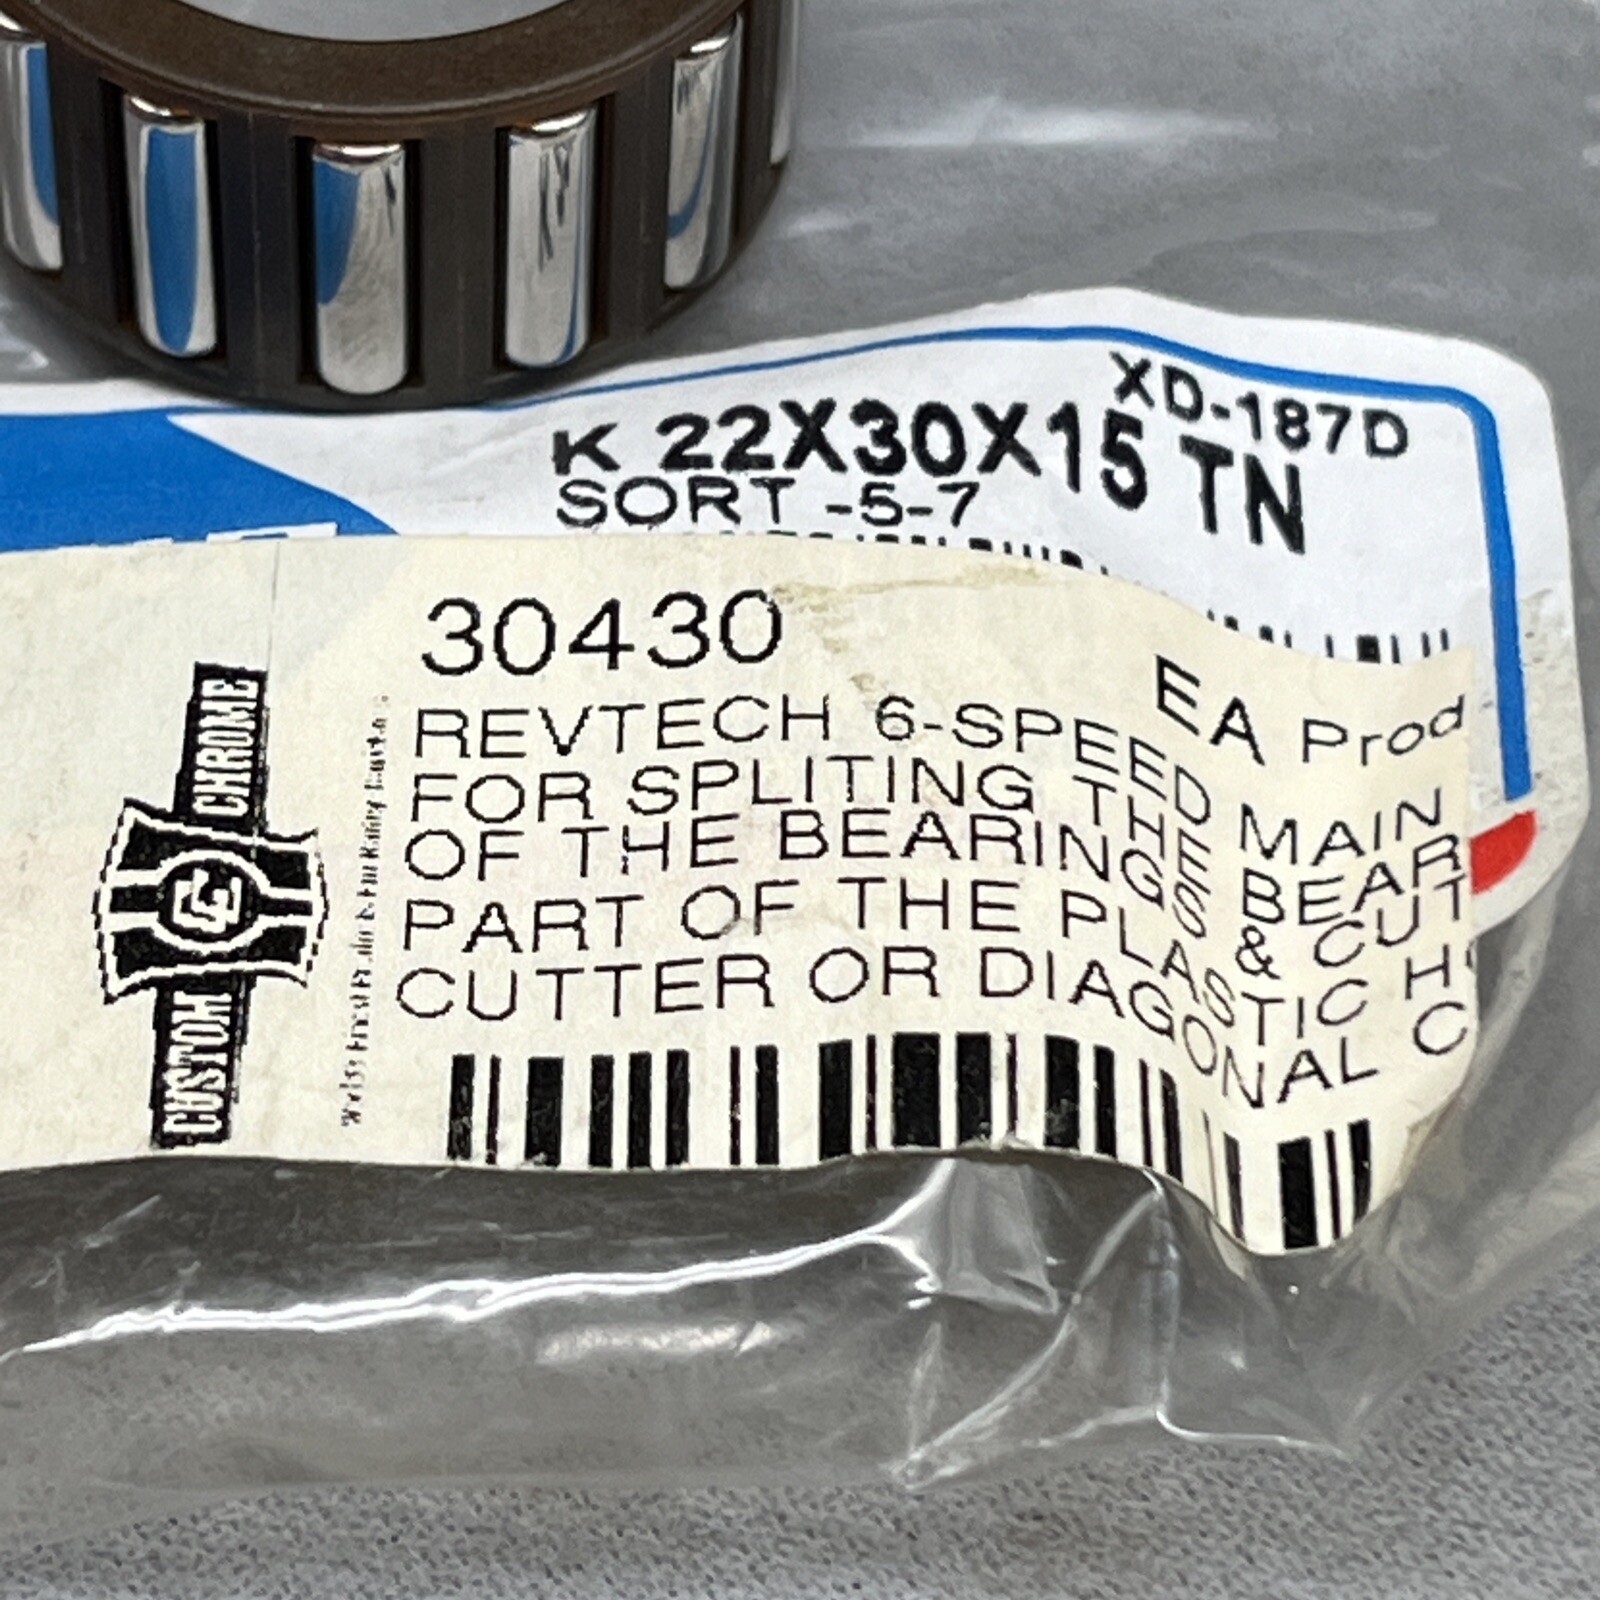 XD-187D
K 22X30X15 TN
SORT -5-7
30430
EA Prod
REVTECH 6-SPEED MAIN
FOR SPLITING THE BEAR
OF THE BEARINGS & CUT
PART OF THE PLASTIC H
CUTTER OR DIAGONAL C
CUSTOM CHROME
CC